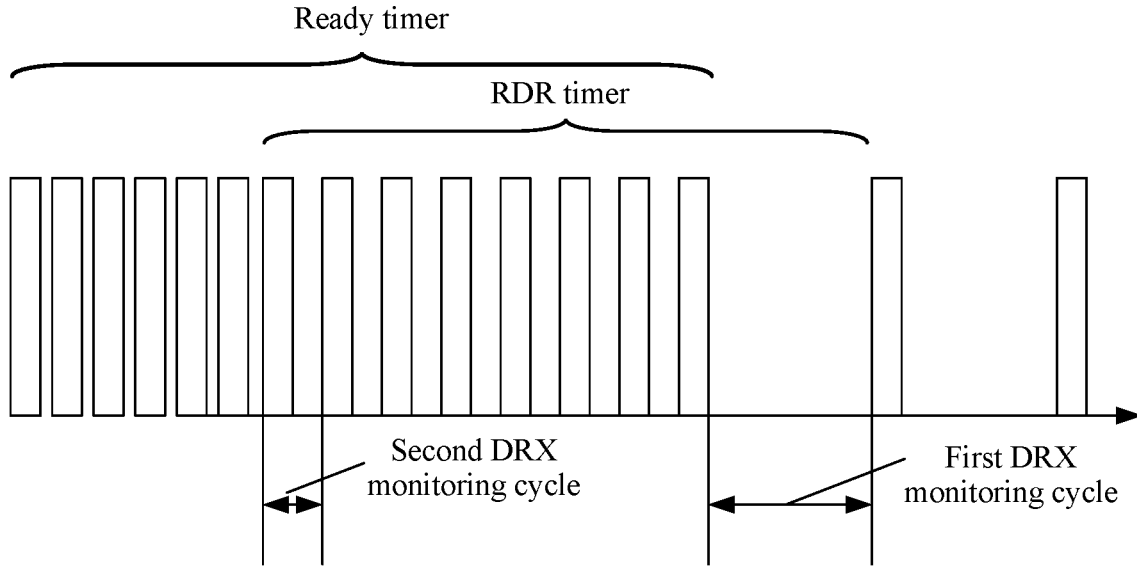 Ready timer
RDR timer
Second DRX
monitoring cycle
First DRX
monitoring cycle